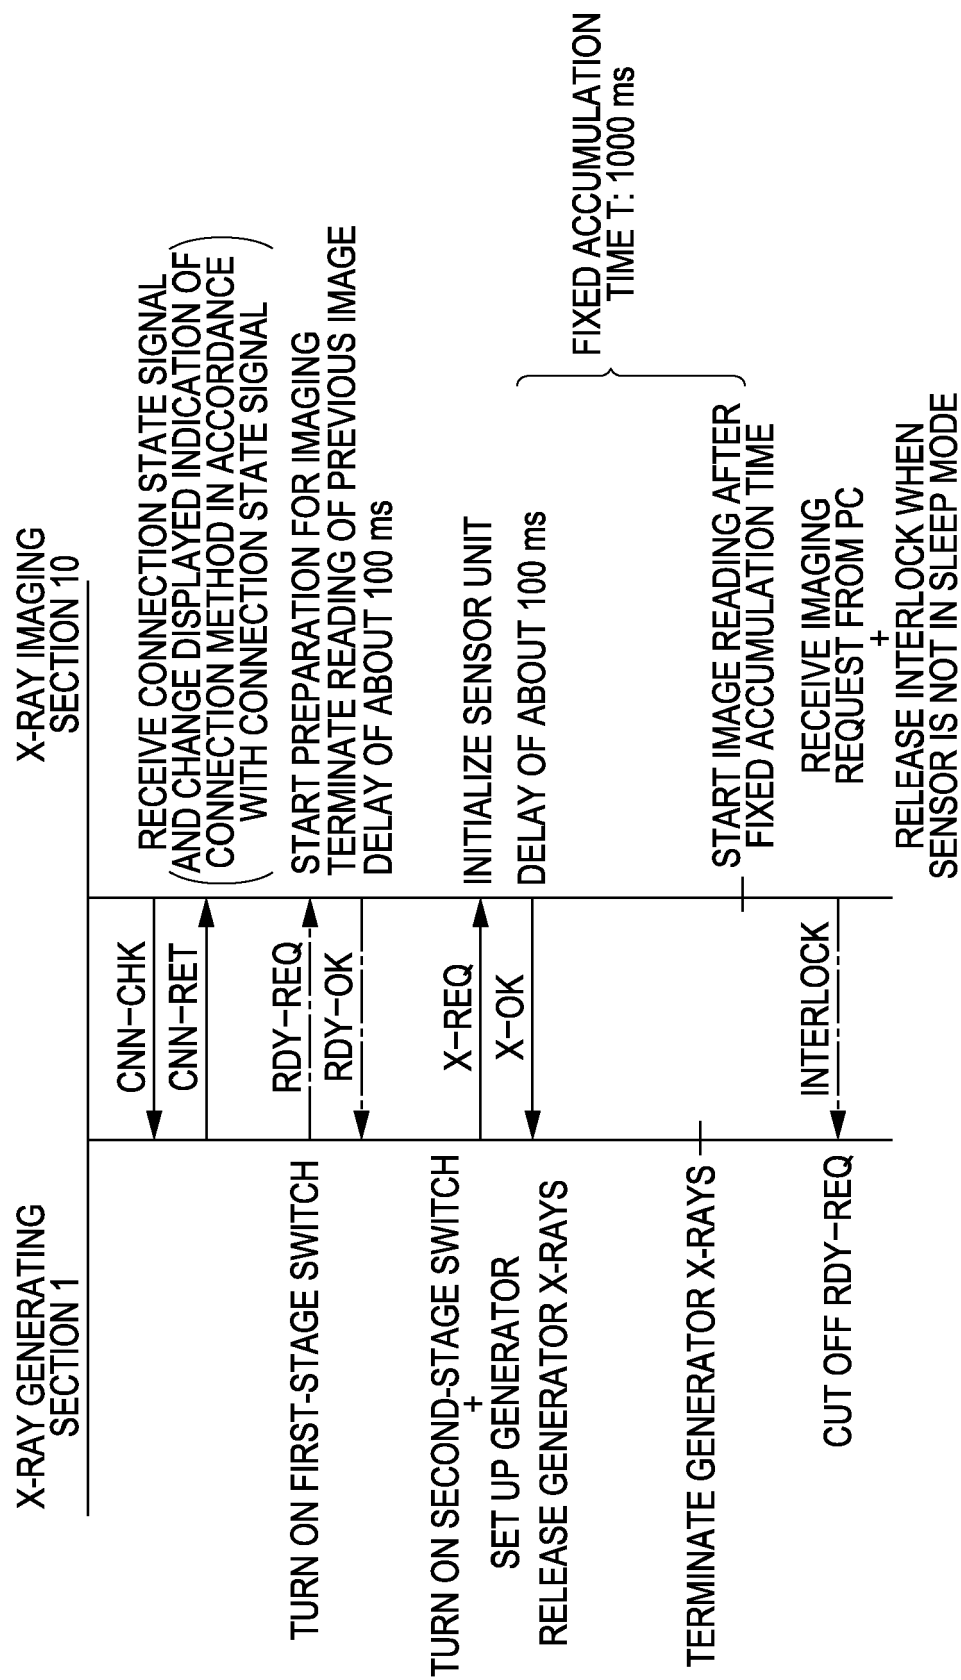 X-RAY GENERATING
SECTION 1
X-RAY IMAGING
SECTION 10
CNN-CHK
CNN-RET
RECEIVE CONNECTION STATE SIGNAL
AND CHANGE DISPLAYED INDICATION OF
CONNECTION METHOD IN ACCORDANCE
WITH CONNECTION STATE SIGNAL
TURN ON FIRST-STAGE SWITCH
RDY-REQ
RDY-OK
START PREPARATION FOR IMAGING
TERMINATE READING OF PREVIOUS IMAGE
DELAY OF ABOUT 100 ms
TURN ON SECOND-STAGE SWITCH
+
SET UP GENERATOR
RELEASE GENERATOR X-RAYS
X-REQ
X-OK
INITIALIZE SENSOR UNIT
DELAY OF ABOUT 100 ms
FIXED ACCUMULATION
TIME T: 1000 ms
TERMINATE GENERATOR X-RAYS
START IMAGE READING AFTER
FIXED ACCUMULATION TIME
CUT OFF RDY-REQ
INTERLOCK
RECEIVE IMAGING
REQUEST FROM PC
+
RELEASE INTERLOCK WHEN
SENSOR IS NOT IN SLEEP MODE